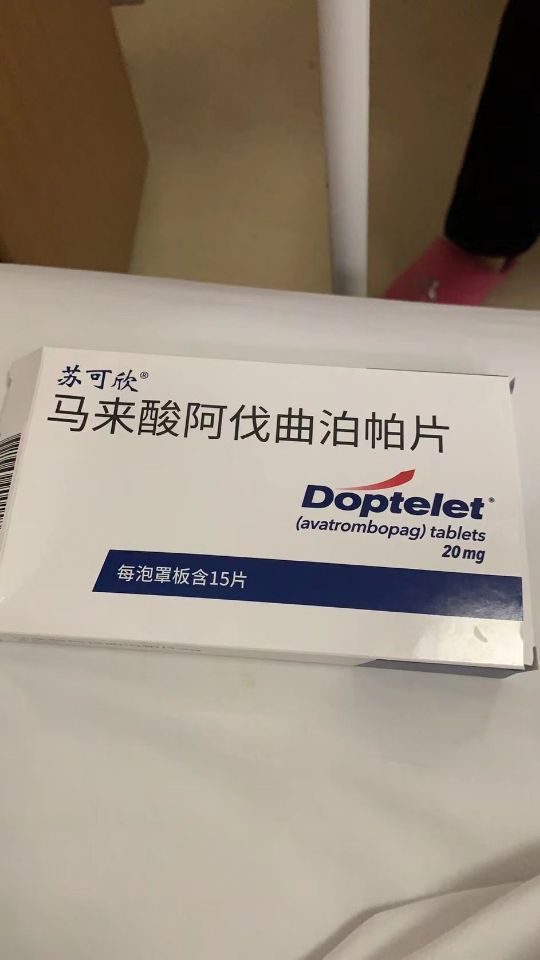 苏可欣®
马来酸阿伐曲泊帕片
Doptelet®
(avatrombopag) tablets
20mg
每泡罩板含15片